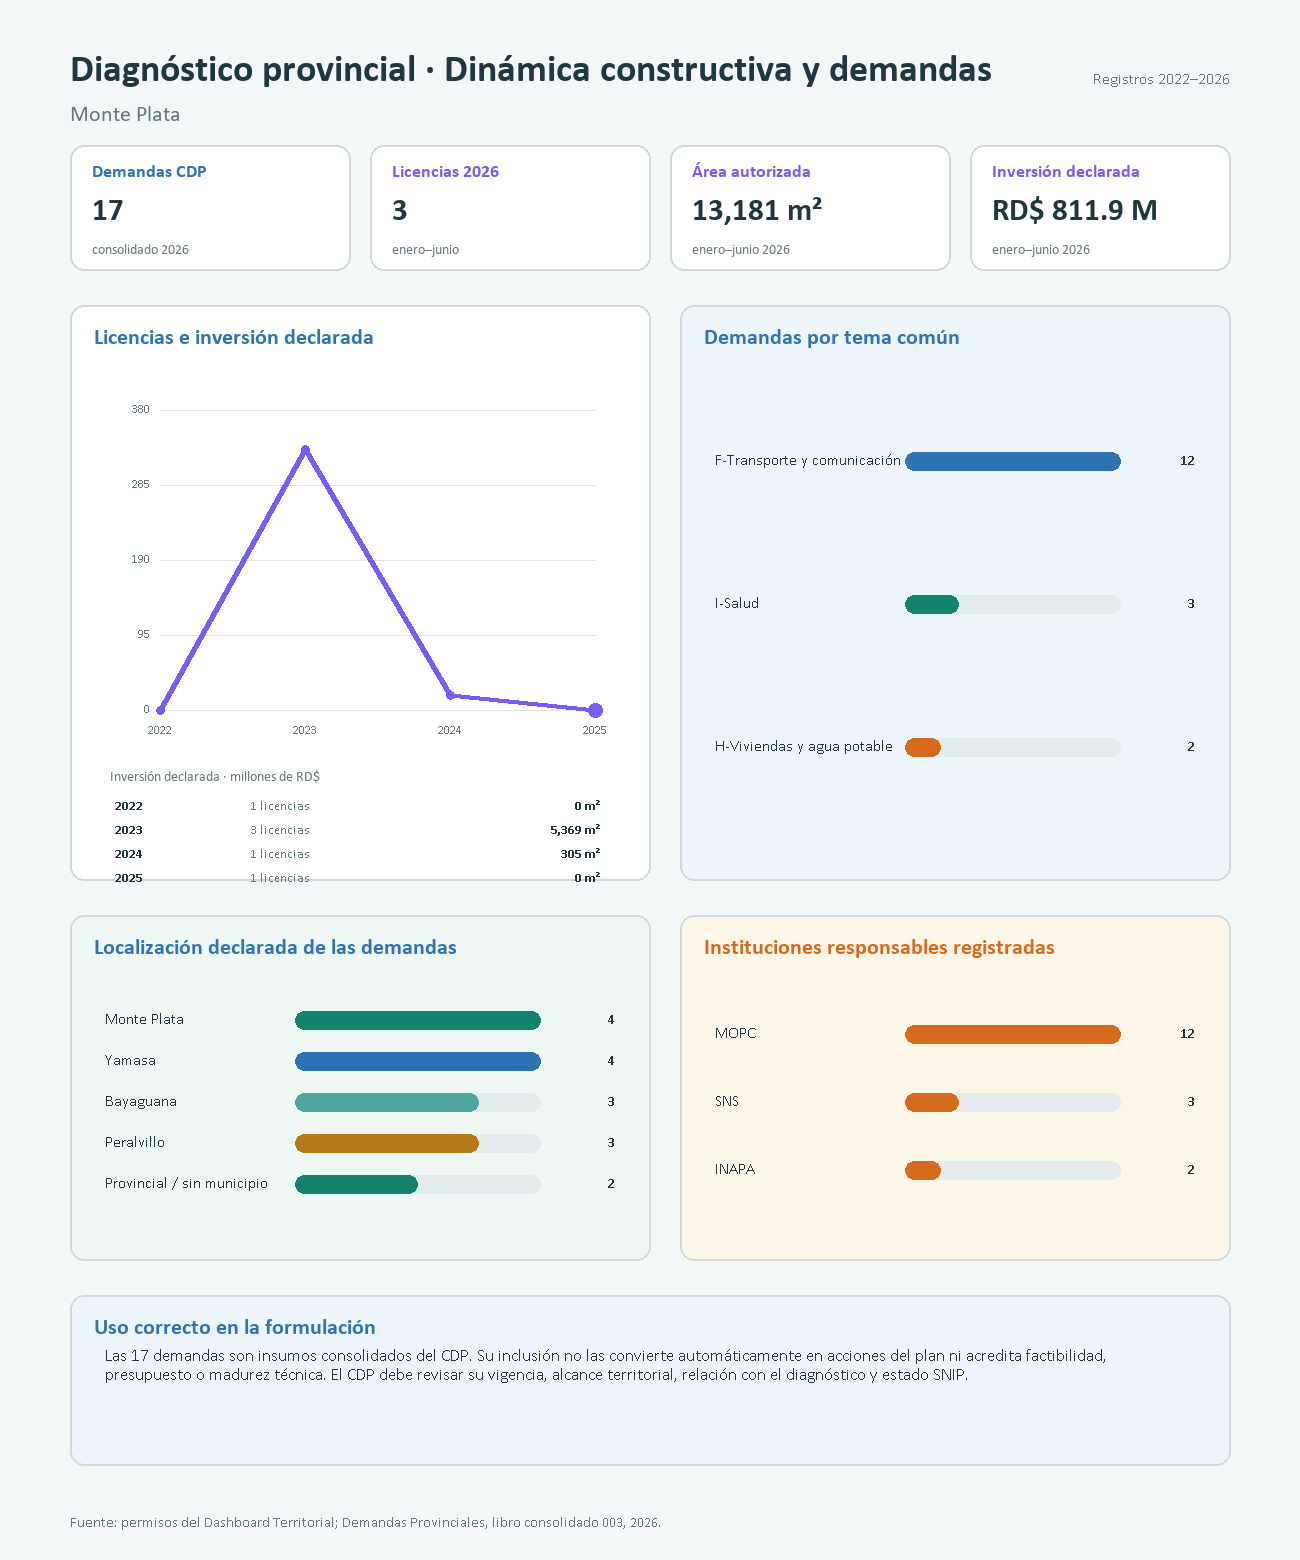 Diagnóstico provincial · Dinámica constructiva y demandas
Registros 2022–2026
Monte Plata
Demandas CDP
17
consolidado 2026
Licencias 2026
3
enero–junio
Área autorizada
13,181 m²
enero–junio 2026
Inversión declarada
RD$ 811.9 M
enero–junio 2026
Licencias e inversión declarada
380
285
190
95
0
2022 2023 2024 2025
Inversión declarada · millones de RD$
2022 1 licencias 0 m²
2023 3 licencias 5,369 m²
2024 1 licencias 305 m²
2025 1 licencias 0 m²
Demandas por tema común
F-Transporte y comunicación 12
I-Salud 3
H-Viviendas y agua potable 2
Localización declarada de las demandas
Monte Plata 4
Yamasa 4
Bayaguana 3
Peralvillo 3
Provincial / sin municipio 2
Instituciones responsables registradas
MOPC 12
SNS 3
INAPA 2
Uso correcto en la formulación
Las 17 demandas son insumos consolidados del CDP. Su inclusión no las convierte automáticamente en acciones del plan ni acredita factibilidad,
presupuesto o madurez técnica. El CDP debe revisar su vigencia, alcance territorial, relación con el diagnóstico y estado SNIP.
Fuente: permisos del Dashboard Territorial; Demandas Provinciales, libro consolidado 003, 2026.